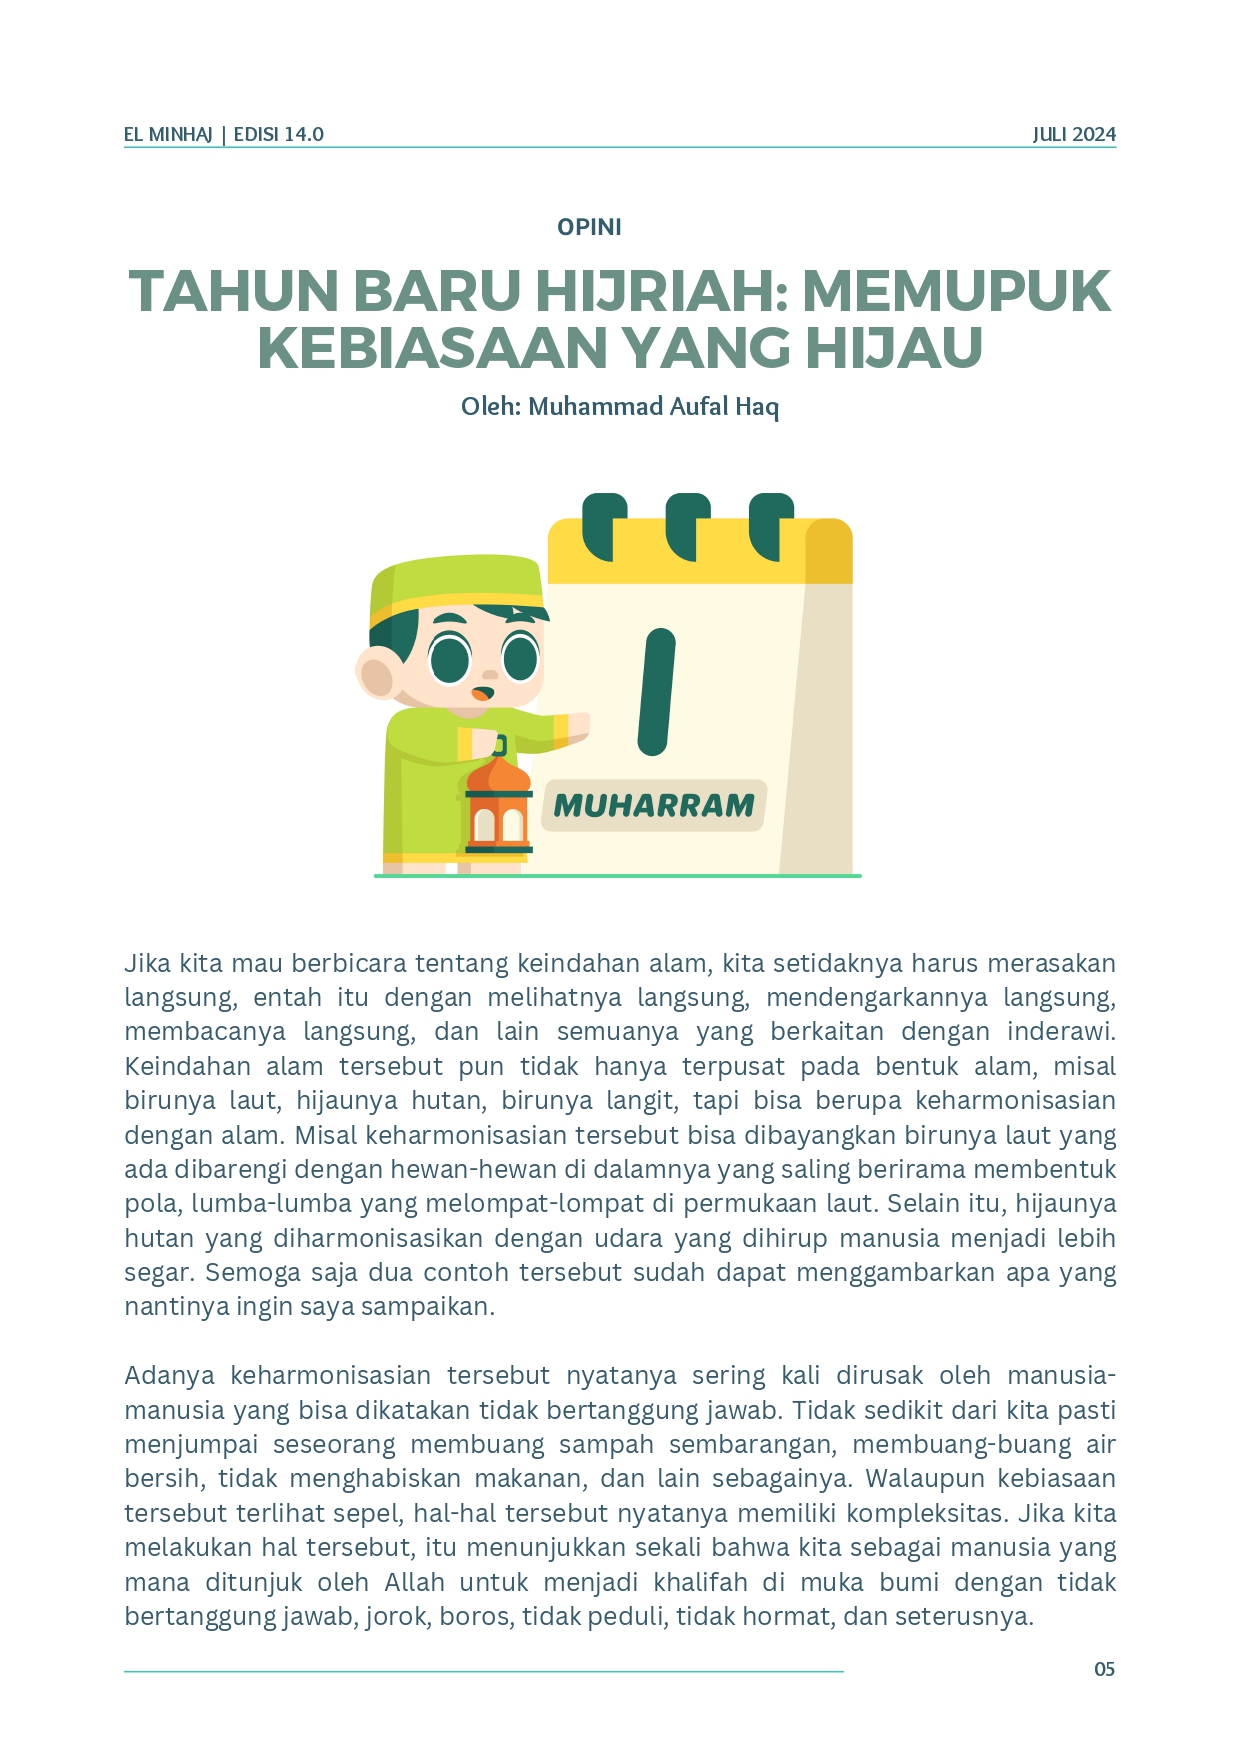 EL MINHAJ | EDISI 14.0
JULI 2024
OPINI
TAHUN BARU HIJRIAH: MEMUPUK
KEBIASAAN YANG HIJAU
Oleh: Muhammad Aufal Haq
1
MUHARRAM
Jika kita mau berbicara tentang keindahan alam, kita setidaknya harus merasakan
langsung, entah itu dengan melihatnya langsung, mendengarkannya langsung,
membacanya langsung, dan lain semuanya yang berkaitan dengan inderawi.
Keindahan alam tersebut pun tidak hanya terpusat pada bentuk alam, misal
birunya laut, hijaunya hutan, birunya langit, tapi bisa berupa keharmonisasian
dengan alam. Misal keharmonisasian tersebut bisa dibayangkan birunya laut yang
ada dibarengi dengan hewan-hewan di dalamnya yang saling berirama membentuk
pola, lumba-lumba yang melompat-lompat di permukaan laut. Selain itu, hijaunya
hutan yang diharmonisasikan dengan udara yang dihirup manusia menjadi lebih
segar. Semoga saja dua contoh tersebut sudah dapat menggambarkan apa yang
nantinya ingin saya sampaikan.
Adanya keharmonisasian tersebut nyatanya sering kali dirusak oleh manusia-
manusia yang bisa dikatakan tidak bertanggung jawab. Tidak sedikit dari kita pasti
menjumpai seseorang membuang sampah sembarangan, membuang-buang air
bersih, tidak menghabiskan makanan, dan lain sebagainya. Walaupun kebiasaan
tersebut terlihat sepel, hal-hal tersebut nyatanya memiliki kompleksitas. Jika kita
melakukan hal tersebut, itu menunjukkan sekali bahwa kita sebagai manusia yang
mana ditunjuk oleh Allah untuk menjadi khalifah di muka bumi dengan tidak
bertanggung jawab, jorok, boros, tidak peduli, tidak hormat, dan seterusnya.
05